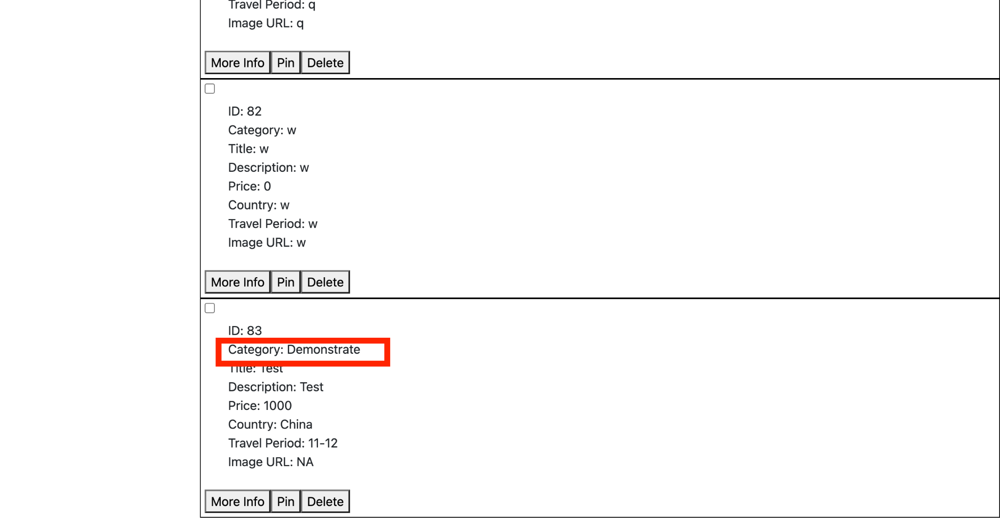 Travel Period: q
Image URL: q
More Info Pin Delete
ID: 82
Category: w
Title: w
Description: w
Price: 0
Country: w
Travel Period: w
Image URL: w
More Info Pin Delete
ID: 83
Category: Demonstrate
Title: Test
Description: Test
Price: 1000
Country: China
Travel Period: 11-12
Image URL: NA
More Info Pin Delete